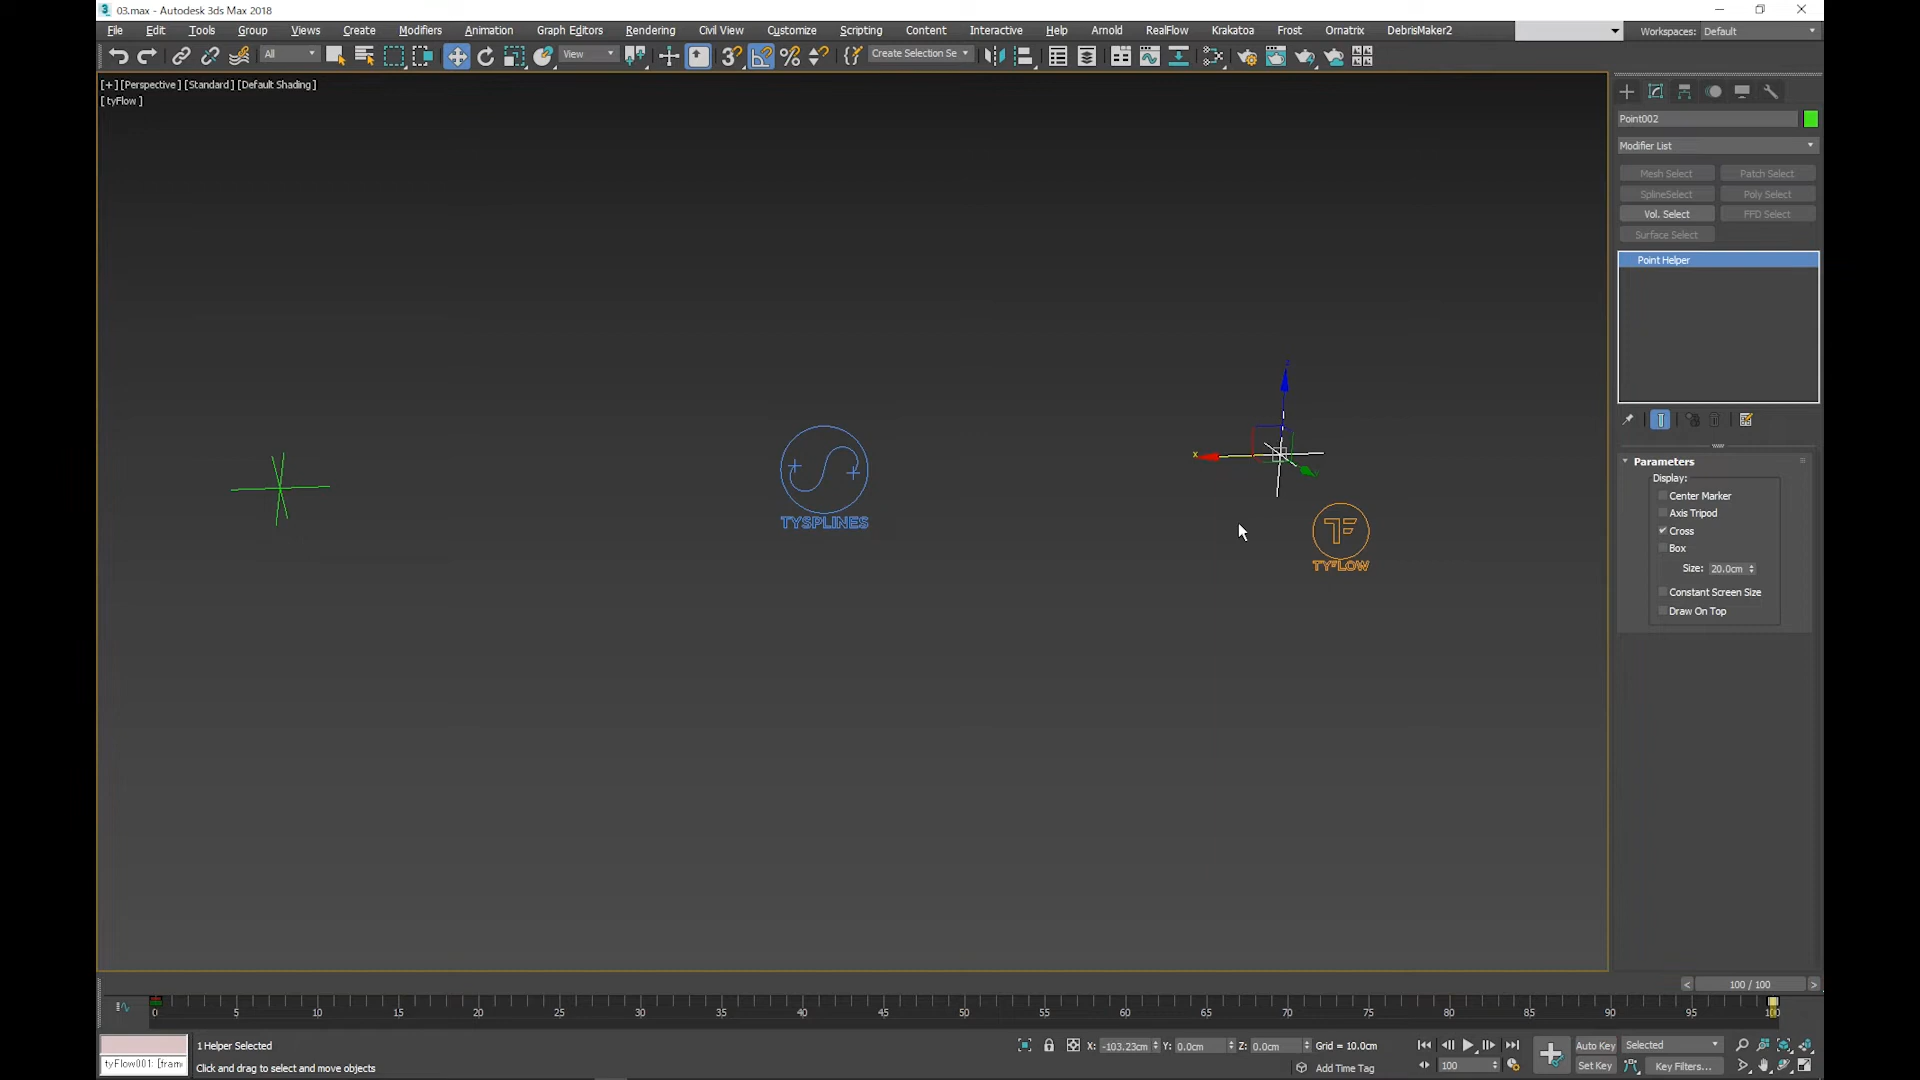 03.max - Autodesk 3ds Max 2018
File Edit Tools Group Views Create Modifiers Animation Graph Editors Rendering Civil View Customize Scripting Content Interactive Help Arnold RealFlow Krakatoa Frost Ornatrix DebrisMaker2 Workspaces: Default
All View Create Selection Se
[+] [Perspective] [Standard] [Default Shading]
[tyFlow]
Point002
Modifier List
Mesh Select Patch Select
SplineSelect Poly Select
Vol. Select FFD Select
Surface Select
Point Helper
Parameters
Display:
Center Marker
Axis Tripod
Cross
Box
Size: 20.0cm
Constant Screen Size
Draw On Top
z
x
TYSPLINES
TF
TYFLOW
< 100 / 100 >
0 5 10 15 20 25 30 35 40 45 50 55 60 65 70 75 80 85 90 95 100
1 Helper Selected X: -103.23cm Y: 0.0cm Z: 0.0cm Grid = 10.0cm Auto Key Selected
tyFlow001: [fram Click and drag to select and move objects Add Time Tag 100 Set Key Key Filters...